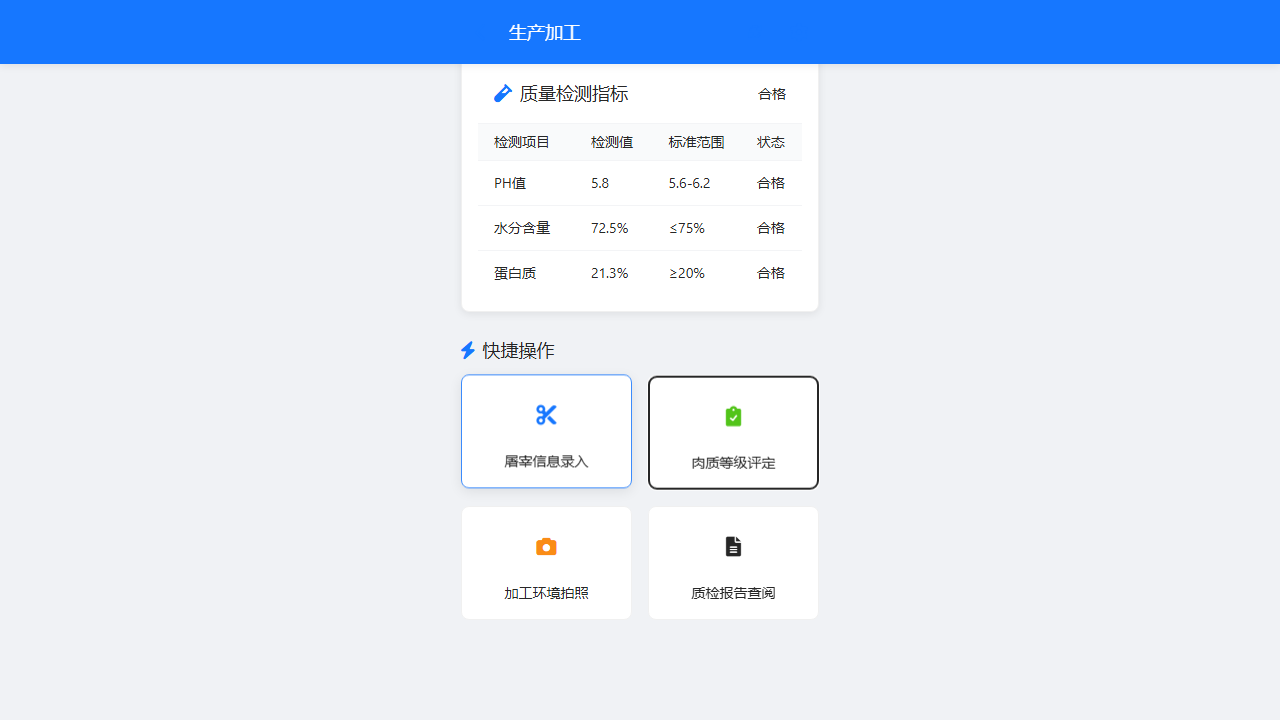 生产加工
质量检测指标 合格
检测项目 检测值 标准范围 状态
PH值 5.8 5.6-6.2 合格
水分含量 72.5% ≤75% 合格
蛋白质 21.3% ≥20% 合格
快捷操作
屠宰信息录入 肉质等级评定
加工环境拍照 质检报告查阅